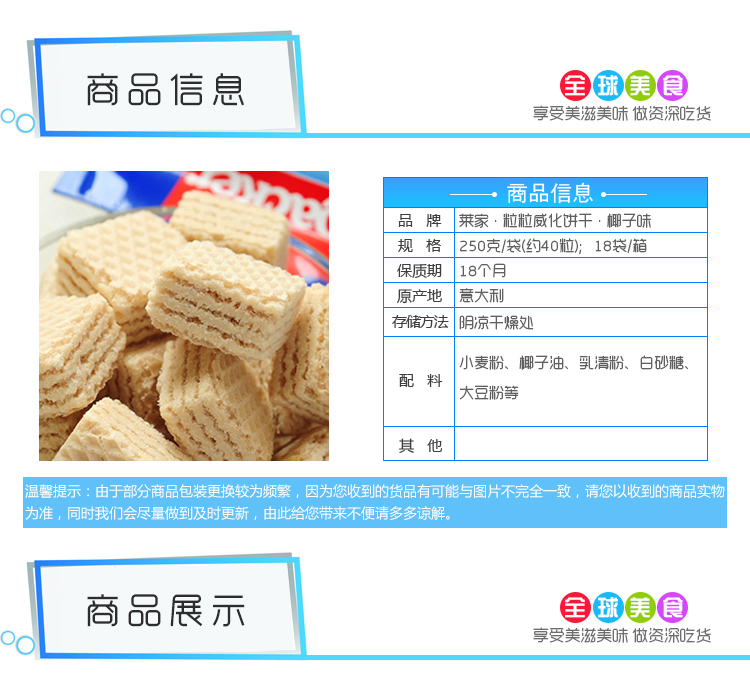 商品信息
全球美食
享受美滋美味 做资深吃货
商品信息
品 牌 莱家·粒粒威化饼干·椰子味
规 格 250克/袋(约40粒)；18袋/箱
保质期 18个月
原产地 意大利
存储方法 阴凉干燥处
配 料 小麦粉、椰子油、乳清粉、白砂糖、
大豆粉等
其 他
温馨提示：由于部分商品包装更换较为频繁，因为您收到的货品有可能与图片不完全一致，请您以收到的商品实物
为准，同时我们会尽量做到及时更新，由此给您带来不便请多多谅解。
商品展示
全球美食
享受美滋美味 做资深吃货